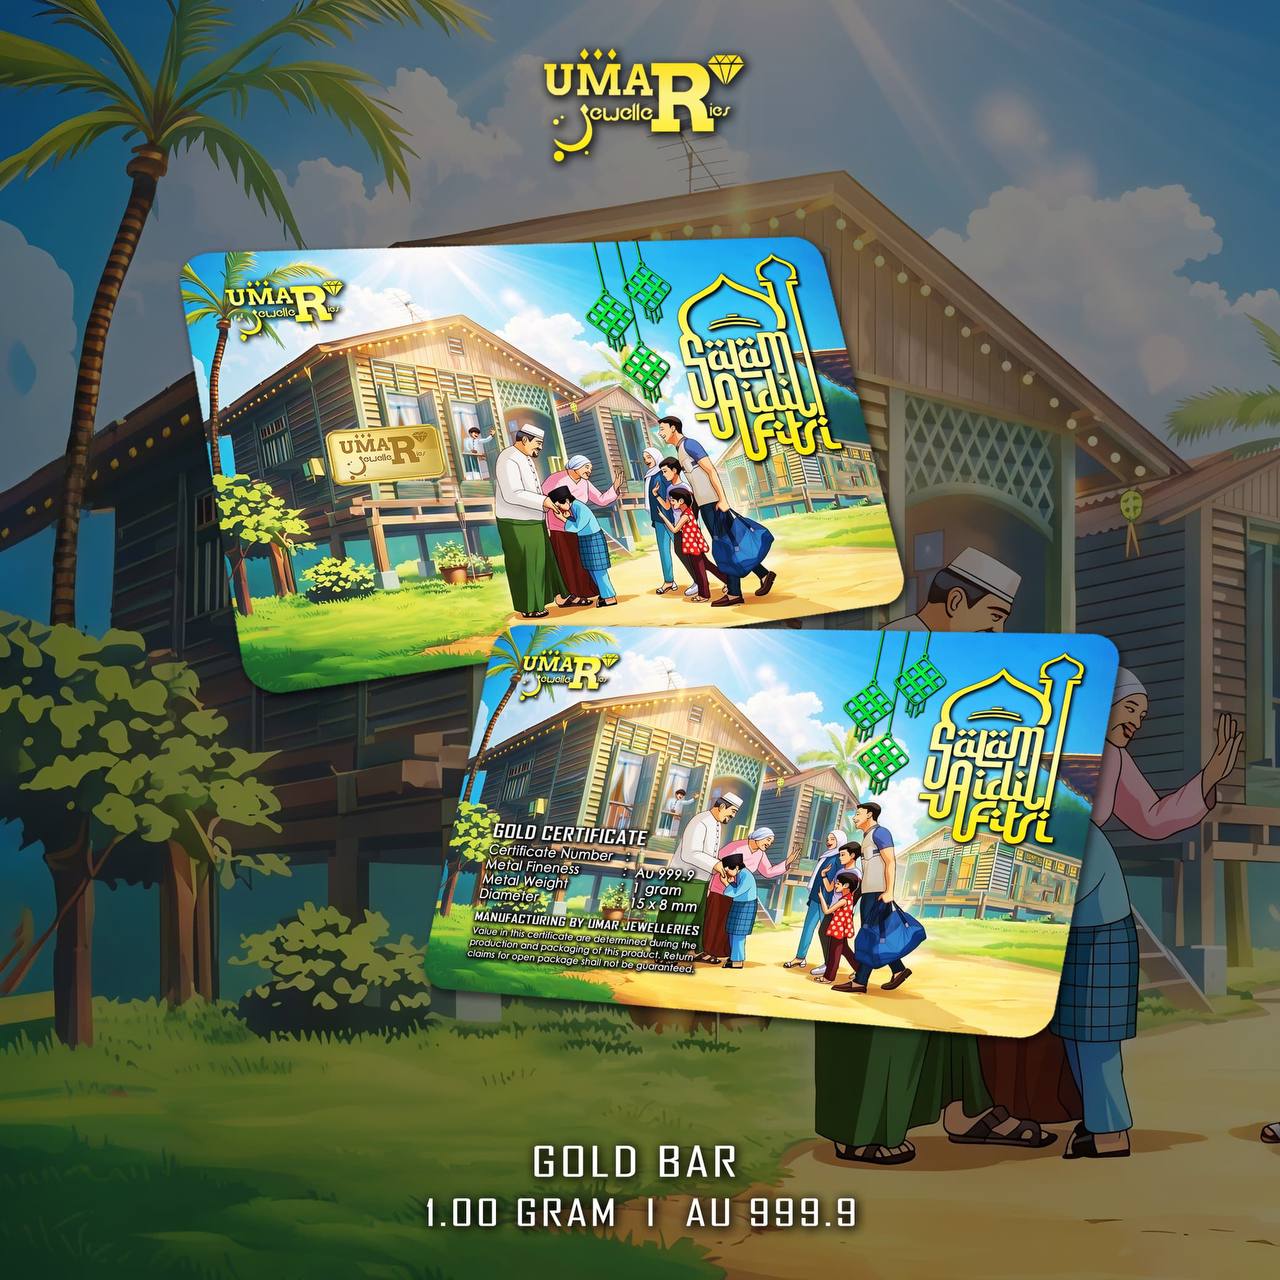 UMAR
Jewelleries
UMAR
Jewelleries
Salam
Aidil
Fitri
UMAR
Jewelleries
UMAR
Jewelleries
Salam
Aidil
Fitri
GOLD CERTIFICATE
Certificate Number :
Metal Fineness : Au 999.9
Metal Weight : 1 gram
Diameter 15 x 8 mm
MANUFACTURING BY UMAR JEWELLERIES
Value in this certificate are determined during the
production and packaging of this product. Return
claims for open package shall not be guaranteed.
GOLD BAR
1.00 GRAM | AU 999.9